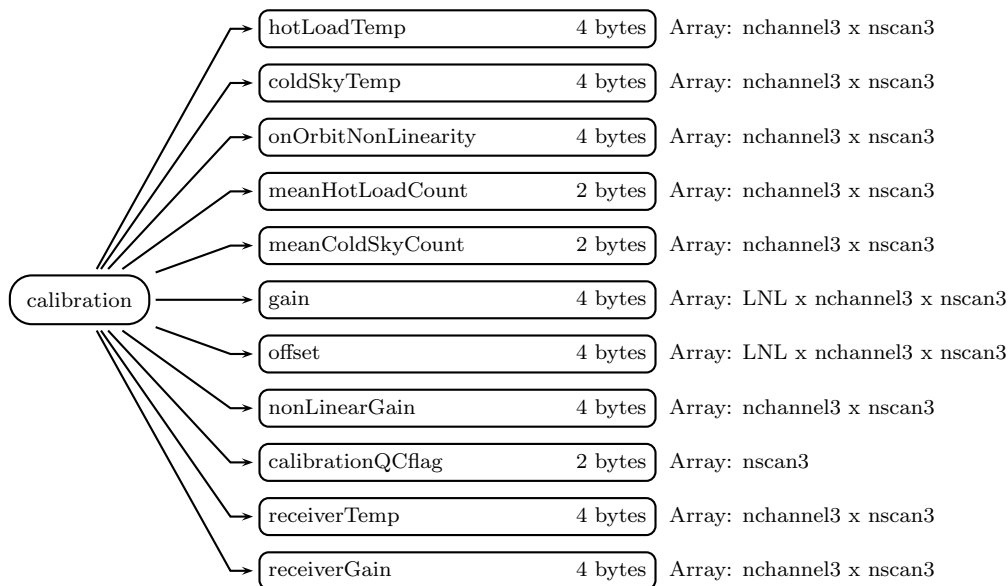 hotLoadTemp 4 bytes Array: nchannel3 x nscan3
coldSkyTemp 4 bytes Array: nchannel3 x nscan3
onOrbitNonLinearity 4 bytes Array: nchannel3 x nscan3
meanHotLoadCount 2 bytes Array: nchannel3 x nscan3
meanColdSkyCount 2 bytes Array: nchannel3 x nscan3
calibration gain 4 bytes Array: LNL x nchannel3 x nscan3
offset 4 bytes Array: LNL x nchannel3 x nscan3
nonLinearGain 4 bytes Array: nchannel3 x nscan3
calibrationQCflag 2 bytes Array: nscan3
receiverTemp 4 bytes Array: nchannel3 x nscan3
receiverGain 4 bytes Array: nchannel3 x nscan3